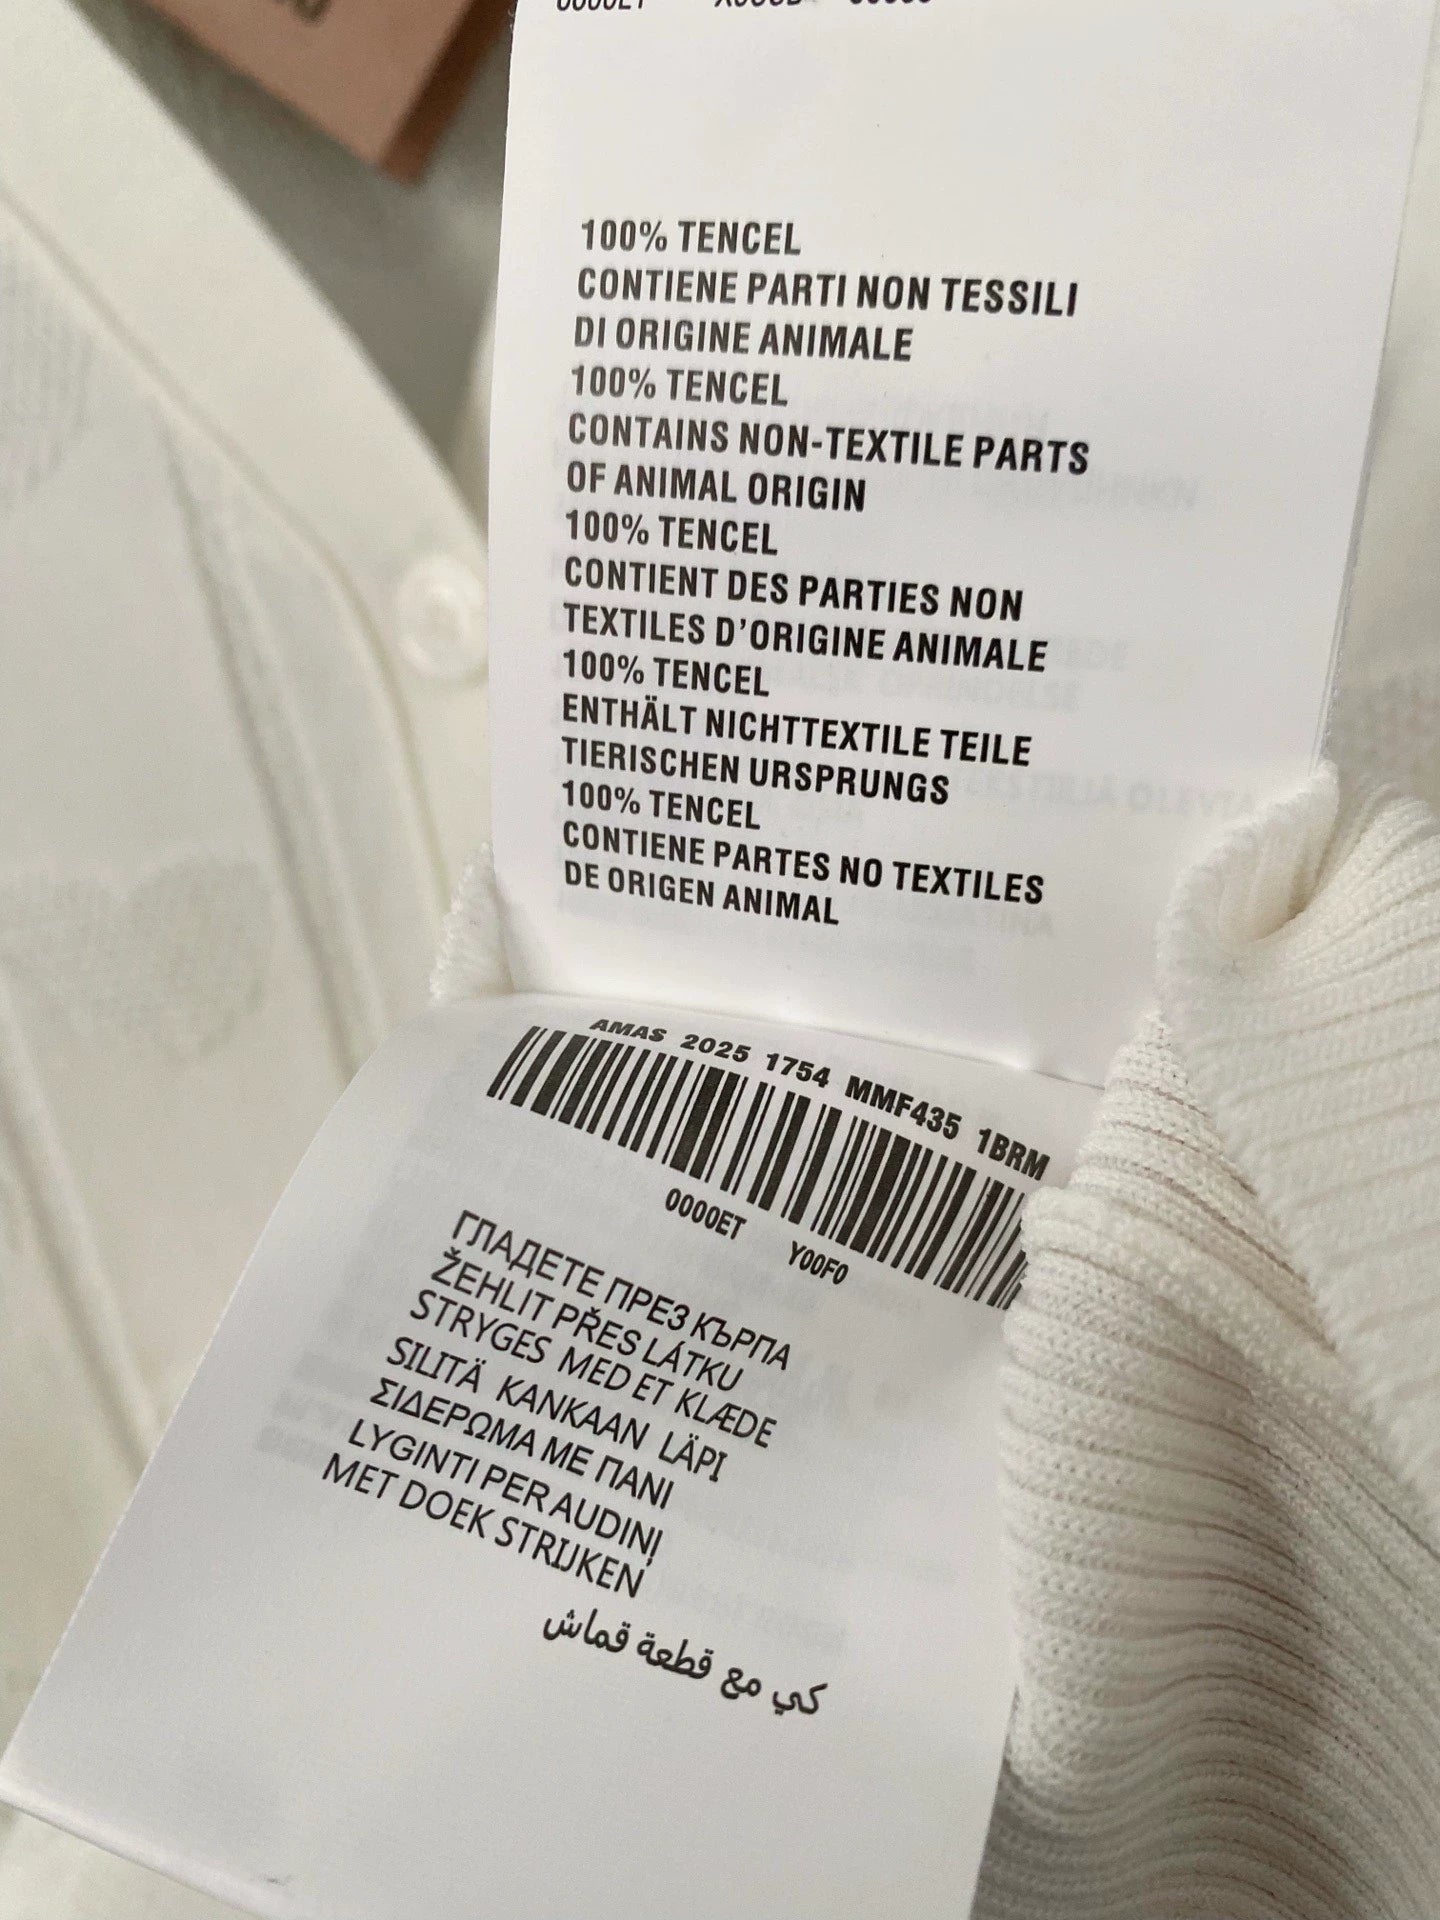 100% TENCEL
CONTIENE PARTI NON TESSILI
DI ORIGINE ANIMALE
100% TENCEL
CONTAINS NON-TEXTILE PARTS
OF ANIMAL ORIGIN
100% TENCEL
CONTIENT DES PARTIES NON
TEXTILES D'ORIGINE ANIMALE
100% TENCEL
ENTHÄLT NICHTTEXTILE TEILE
TIERISCHEN URSPRUNGS
100% TENCEL
CONTIENE PARTES NO TEXTILES
DE ORIGEN ANIMAL
AMAS 2025 1754 MMF435 1BRM
0000ET Y00F0
ГЛАДЕТЕ ПРЕЗ КЪРПА
ŽEHLIT PŘES LÁTKU
STRYGES MED ET KLÆDE
SILITÄ KANKAAN LÄPI
ΣΙΔΕΡΩΜΑ ΜΕ ΠΑΝΙ
LYGINTI PER AUDINĮ
MET DOEK STRIJKEN
كي مع قطعة قماش